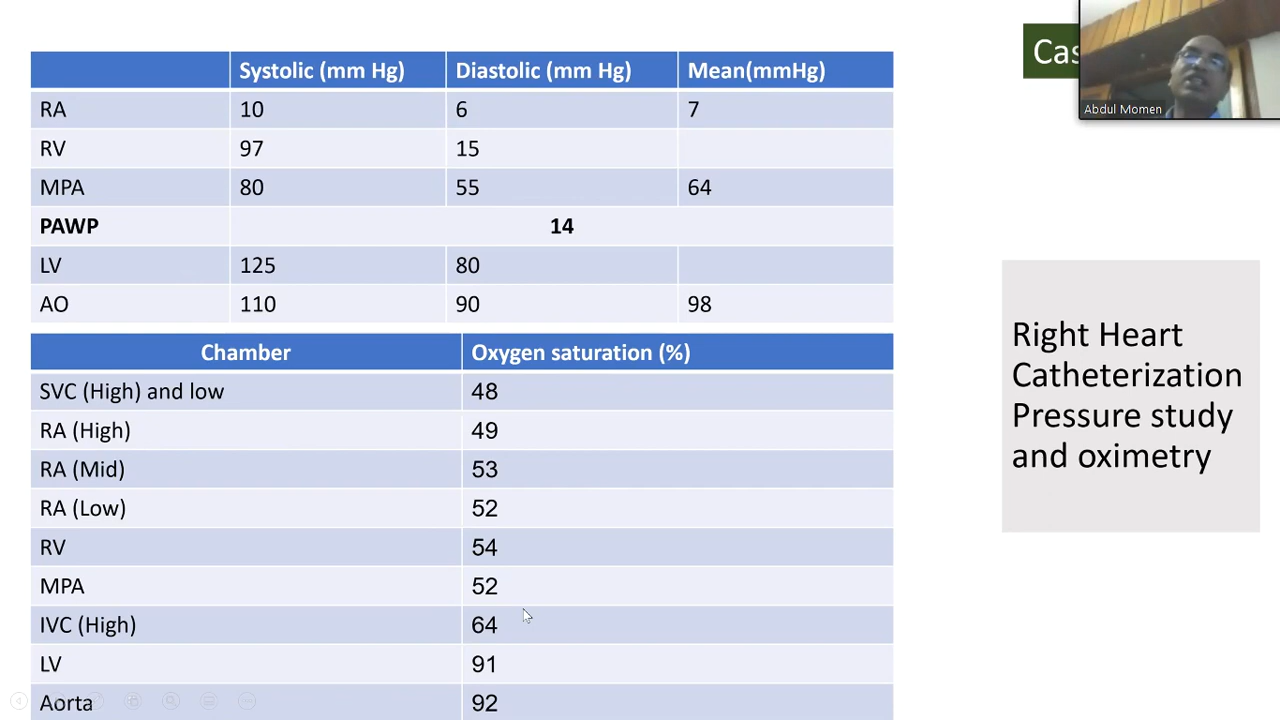 Systolic (mm Hg) Diastolic (mm Hg) Mean(mmHg)
RA 10 6 7
RV 97 15
MPA 80 55 64
PAWP 14
LV 125 80
AO 110 90 98
Chamber Oxygen saturation (%)
SVC (High) and low 48
RA (High) 49
RA (Mid) 53
RA (Low) 52
RV 54
MPA 52
IVC (High) 64
LV 91
Aorta 92
Cas
Abdul Momen
Right Heart
Catheterization
Pressure study
and oximetry